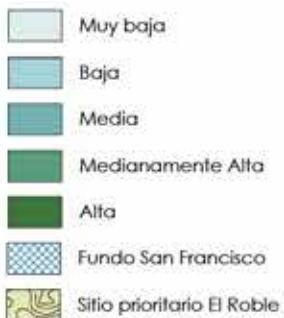 Muy baja
Baja
Media
Medianamente Alta
Alta
Fundo San Francisco
Sitio prioritario El Roble